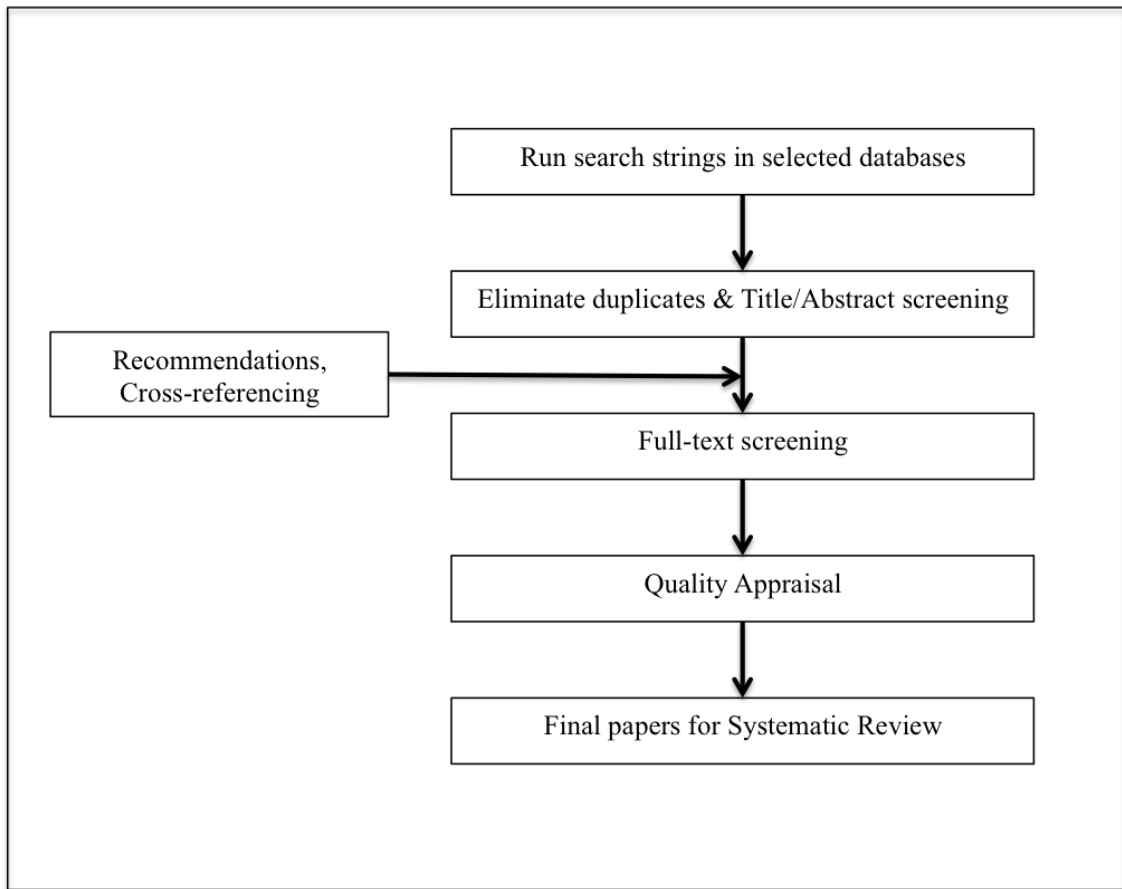 Run search strings in selected databases
Eliminate duplicates & Title/Abstract screening
Recommendations,
Cross-referencing
Full-text screening
Quality Appraisal
Final papers for Systematic Review